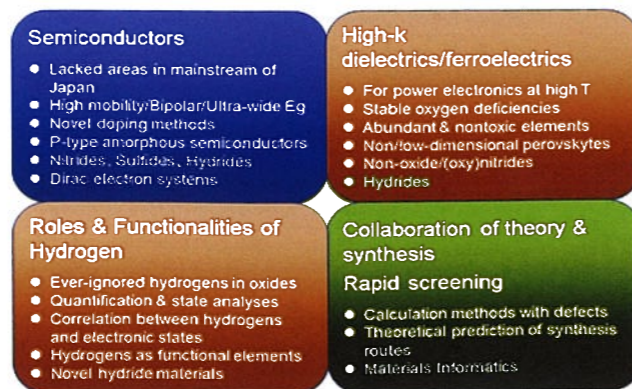 Semiconductors
Lacked areas in mainstream of
Japan
High mobility/Bipolar/Ultra-wide Eg
Novel doping methods
P-type amorphous semiconductors
Nitrides, Sulfides, Hydrides
Dirac electron systems
High-k
dielectrics/ferroelectrics
For power electronics at high T
Stable oxygen deficiencies
Abundant & nontoxic elements
Non/low-dimensional perovskytes
Non-oxide/(oxy)nitrides
Hydrides
Roles & Functionalities of
Hydrogen
Ever-ignored hydrogens in oxides
Quantification & state analyses
Correlation between hydrogens
and electronic states
Hydrogens as functional elements
Novel hydride materials
Collaboration of theory &
synthesis
Rapid screening
Calculation methods with defects
Theoretical prediction of synthesis
routes
Materials Informatics